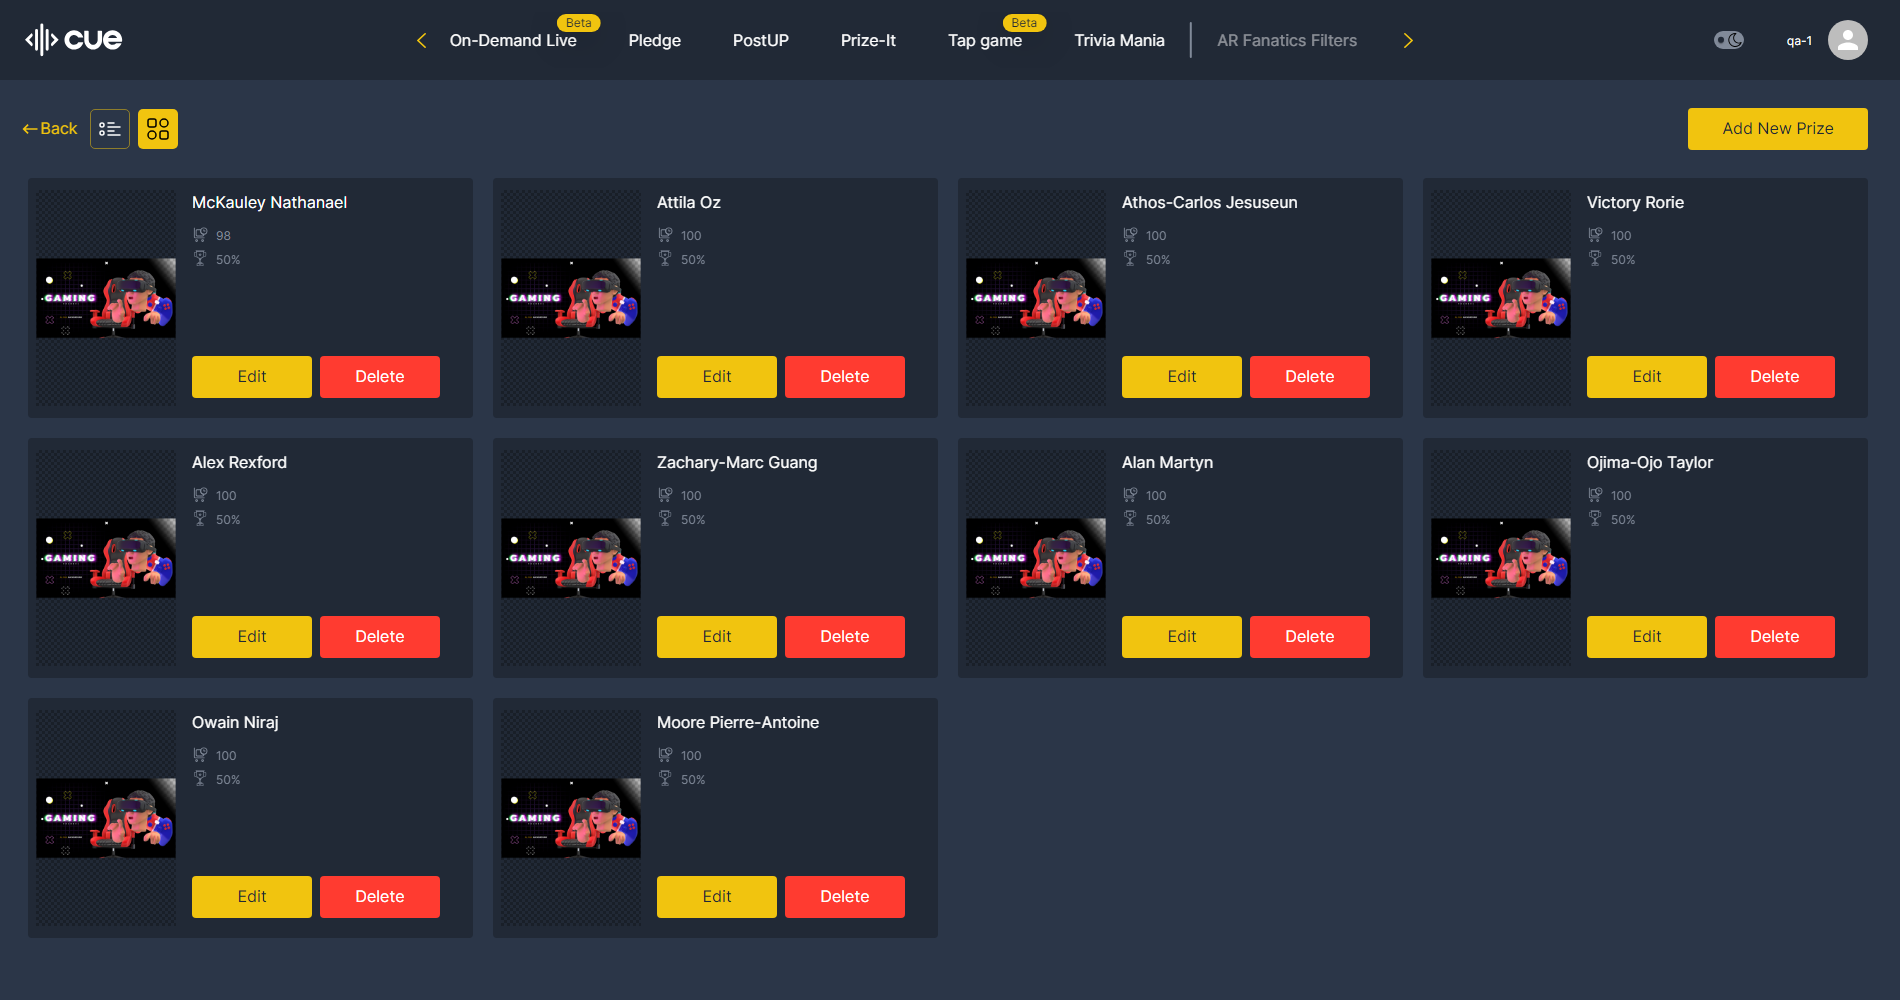 cue
On-Demand Live
Beta
Pledge
PostUP
Prize-It
Tap game
Beta
Trivia Mania
AR Fanatics Filters
qa-1
Back
Add New Prize
McKauley Nathanael
98
50%
GAMING
Edit
Delete
Attila Oz
100
50%
GAMING
Edit
Delete
Athos-Carlos Jesuseun
100
50%
GAMING
Edit
Delete
Victory Rorie
100
50%
GAMING
Edit
Delete
Alex Rexford
100
50%
GAMING
Edit
Delete
Zachary-Marc Guang
100
50%
GAMING
Edit
Delete
Alan Martyn
100
50%
GAMING
Edit
Delete
Ojima-Ojo Taylor
100
50%
GAMING
Edit
Delete
Owain Niraj
100
50%
GAMING
Edit
Delete
Moore Pierre-Antoine
100
50%
GAMING
Edit
Delete